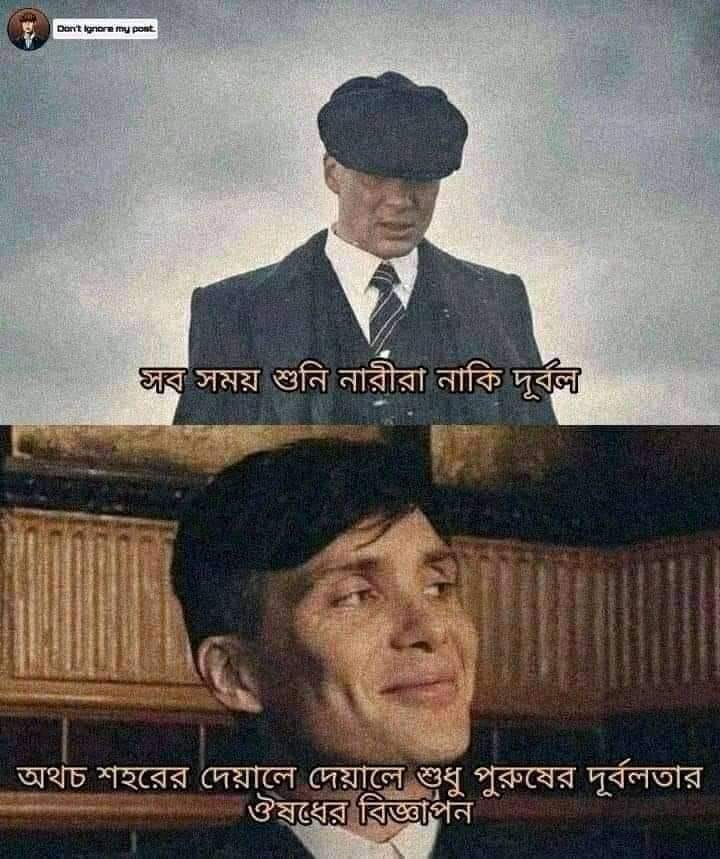 Don't Ignore my post.
সব সময় শুনি নারীরা নাকি দূর্বল
অথচ শহরের দেয়ালে দেয়ালে শুধু পুরুষের দূর্বলতার
ঔষধের বিজ্ঞাপন